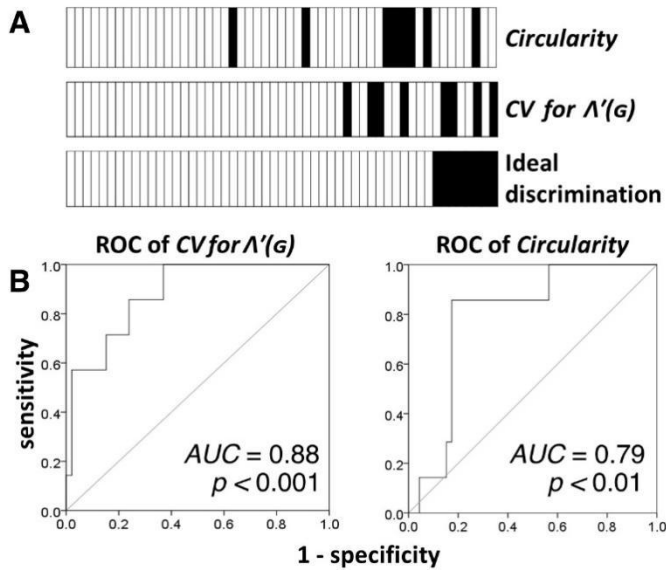 A
Circularity
CV for Λ'(G)
Ideal
discrimination
B
ROC of CV for Λ'(G)
ROC of Circularity
sensitivity
1.0
0.8
0.6
0.4
0.2
0.0
0.0 0.2 0.4 0.6 0.8 1.0
AUC = 0.88
p < 0.001
1.0
0.8
0.6
0.4
0.2
0.0
0.0 0.2 0.4 0.6 0.8 1.0
AUC = 0.79
p < 0.01
1 - specificity